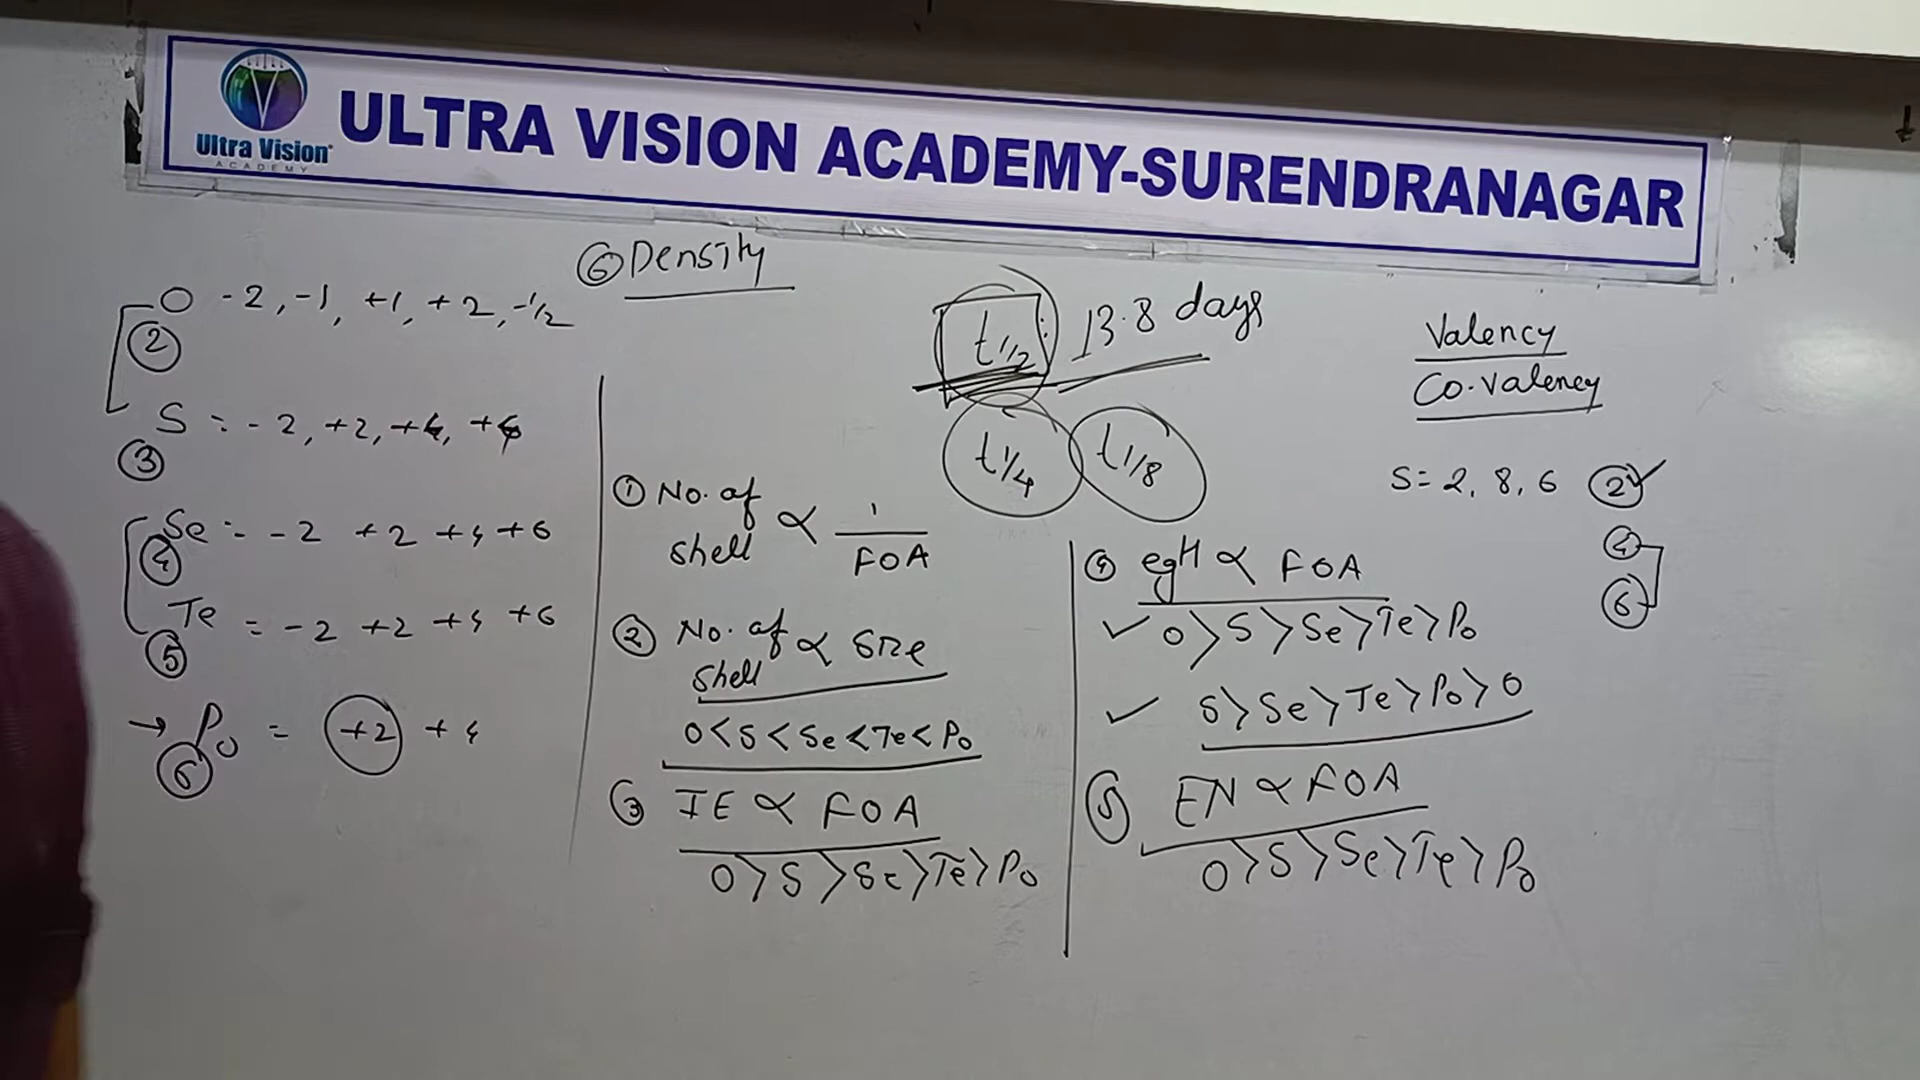 Ultra Vision
ACADEMY
ULTRA VISION ACADEMY-SURENDRANAGAR
⑥ Density
O -2, -1, +1, +2, -1/2
②
S = -2, +2, +4, +6
③
Se = -2 +2 +4 +6
④
Te = -2 +2 +4 +6
⑤
→ Po = +2 +4
⑥
t1/2 : 13.8 days
t1/4 t1/8
① No. of shell ∝ 1/FOA
② No. of shell ∝ Size
O<S<Se<Te<Po
③ IE ∝ FOA
O>S>Se>Te>Po
Valency
Co-valency
S = 2, 8, 6 ② ✓
④
⑥
④ egH ∝ FOA
✓ O>S>Se>Te>Po
✓ S>Se>Te>Po>O
⑤ EN ∝ FOA
O>S>Se>Te>Po